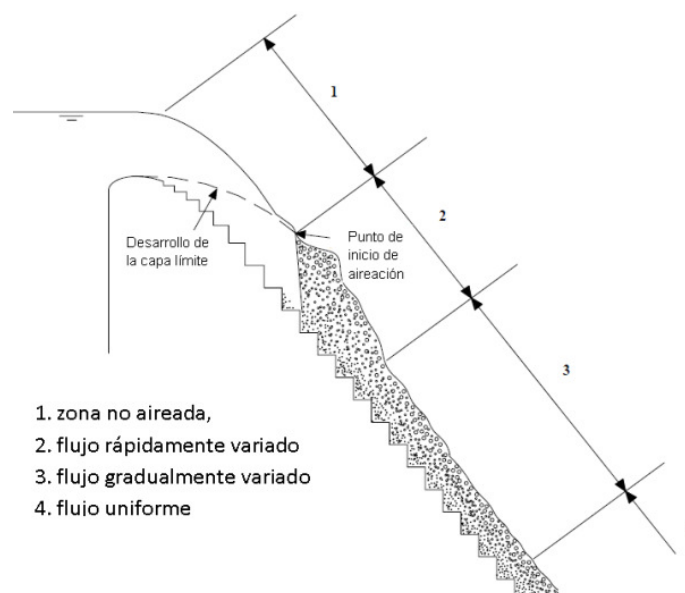 1
2
Desarrollo de
la capa límite
Punto de
inicio de
aireación
3
1. zona no aireada,
2. flujo rápidamente variado
3. flujo gradualmente variado
4. flujo uniforme